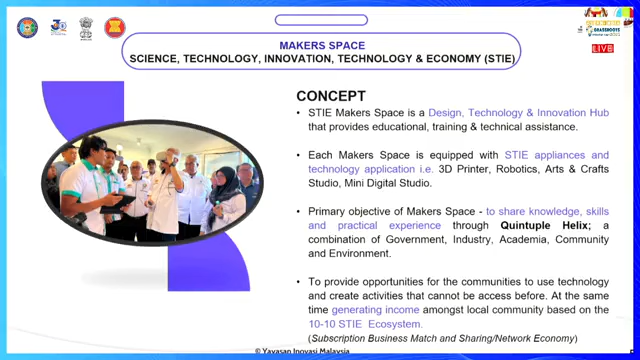 MAKERS SPACE
SCIENCE, TECHNOLOGY, INNOVATION, TECHNOLOGY & ECONOMY (STIE)
GRASSROOTS
LIVE
CONCEPT
• STIE Makers Space is a Design, Technology & Innovation Hub
that provides educational, training & technical assistance.
• Each Makers Space is equipped with STIE appliances and
technology application i.e. 3D Printer, Robotics, Arts & Crafts
Studio, Mini Digital Studio.
• Primary objective of Makers Space - to share knowledge, skills
and practical experience through Quintuple Helix; a
combination of Government, Industry, Academia, Community
and Environment.
• To provide opportunities for the communities to use technology
and create activities that cannot be access before. At the same
time generating income amongst local community based on the
10-10 STIE Ecosystem.
(Subscription Business Match and Sharing/Network Economy)
© Yayasan Inovasi Malaysia